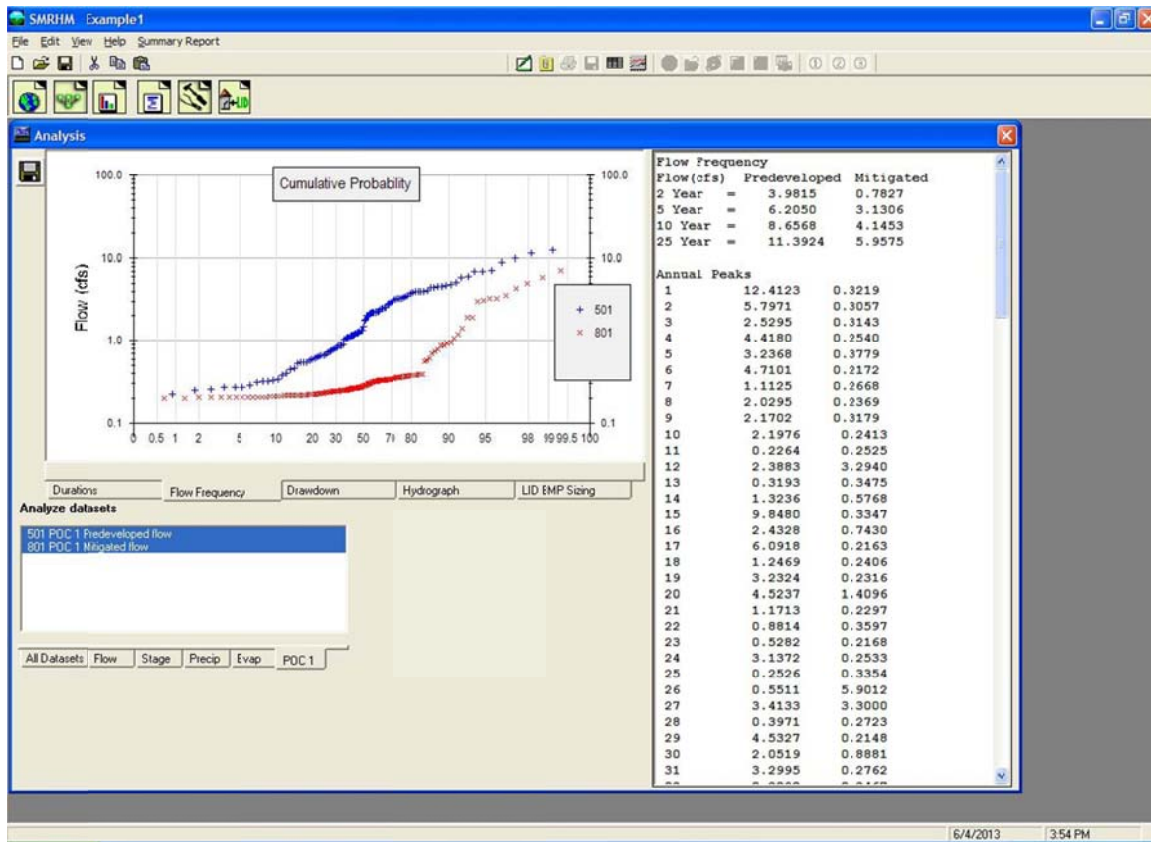 SMRHM Example1
File Edit View Help Summary Report
Analysis
Cumulative Probablity
100.0 100.0
10.0 10.0
1.0
0.1 0.1
Flow (cfs)
+ 501
× 801
0 0.5 1 2 5 10 20 30 50 70 80 90 95 98 99 99.5 100
Durations Flow Frequency Drawdown Hydrograph LID BMP Sizing
Analyze datasets
501 POC 1 Predeveloped flow
801 POC 1 Mitigated flow
All Datasets Flow Stage Precip Evap POC 1
Flow Frequency
Flow(cfs) Predeveloped Mitigated
2 Year = 3.9815 0.7827
5 Year = 6.2050 3.1306
10 Year = 8.6568 4.1453
25 Year = 11.3924 5.9575
Annual Peaks
1 12.4123 0.3219
2 5.7971 0.3057
3 2.5295 0.3143
4 4.4180 0.2540
5 3.2368 0.3779
6 4.7101 0.2172
7 1.1125 0.2668
8 2.0295 0.2369
9 2.1702 0.3179
10 2.1976 0.2413
11 0.2264 0.2525
12 2.3883 3.2940
13 0.3193 0.3475
14 1.3236 0.5768
15 9.8480 0.3347
16 2.4328 0.7430
17 6.0918 0.2163
18 1.2469 0.2406
19 3.2324 0.2316
20 4.5237 1.4096
21 1.1713 0.2297
22 0.8814 0.3597
23 0.5282 0.2168
24 3.1372 0.2533
25 0.2526 0.3354
26 0.5511 5.9012
27 3.4133 3.3000
28 0.3971 0.2723
29 4.5327 0.2148
30 2.0519 0.8881
31 3.2995 0.2762
6/4/2013 3:54 PM